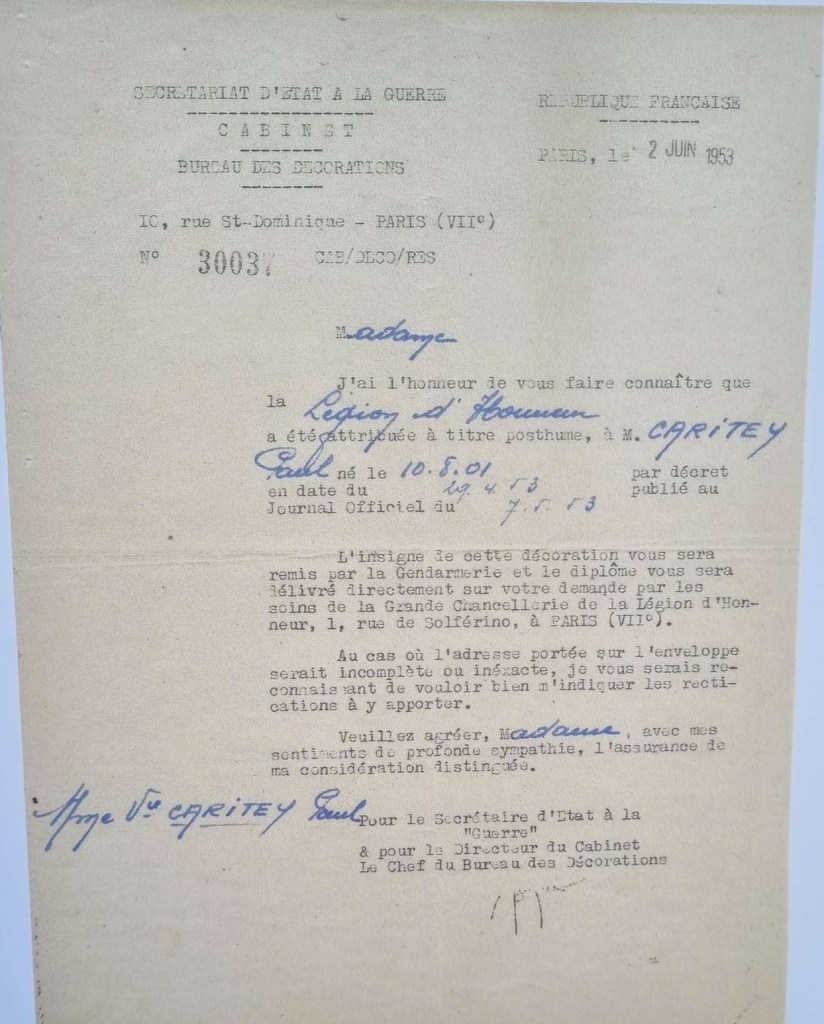 SECRETARIAT D'ETAT A LA GUERRE
CABINET
BUREAU DES DECORATIONS
REPUBLIQUE FRANCAISE
PARIS, le 2 JUIN 1953
10, rue St-Dominique - PARIS (VII°)
N° 30037 CAB/DECO/RES
Madame
J'ai l'honneur de vous faire connaître que
la Légion d'Honneur
a été attribuée à titre posthume, à M. CARITEY
Paul né le 10.8.01 par décret
en date du 29.4.53 publié au
Journal Officiel du 7.5.53
L'insigne de cette décoration vous sera
remis par la Gendarmerie et le diplôme vous sera
délivré directement sur votre demande par les
soins de la Grande Chancellerie de la Légion d'Hon-
neur, 1, rue de Solférino, à PARIS (VII°).
Au cas où l'adresse portée sur l'enveloppe
serait incomplète ou inéxacte, je vous serais re-
connaissant de vouloir bien m'indiquer les recti-
cations à y apporter.
Veuillez agréer, Madame, avec mes
sentiments de profonde sympathie, l'assurance de
ma considération distinguée.
Mme Vve CARITEY Paul
Pour le Secrétaire d'Etat à la
"Guerre"
& pour le Directeur du Cabinet
Le Chef du Bureau des Décorations